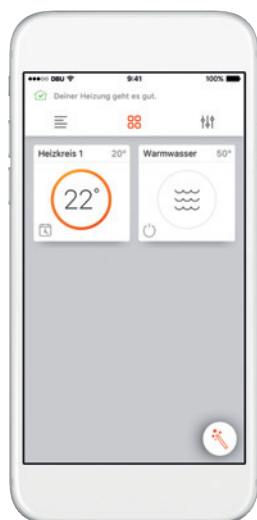 ●●●○○ DBU 9:41 100%
Deiner Heizung geht es gut.
Heizkreis 1 20° Warmwasser 50°
22°